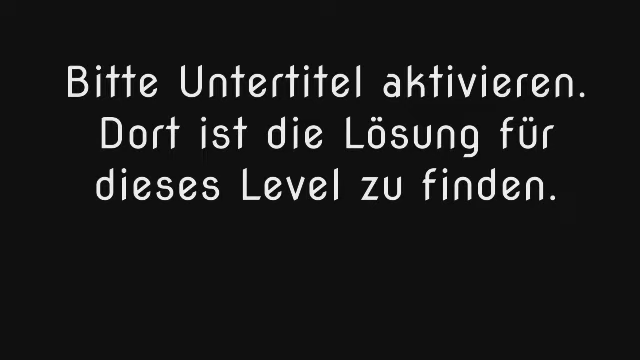 Bitte Untertitel aktivieren.
Dort ist die Lösung für
dieses Level zu finden.